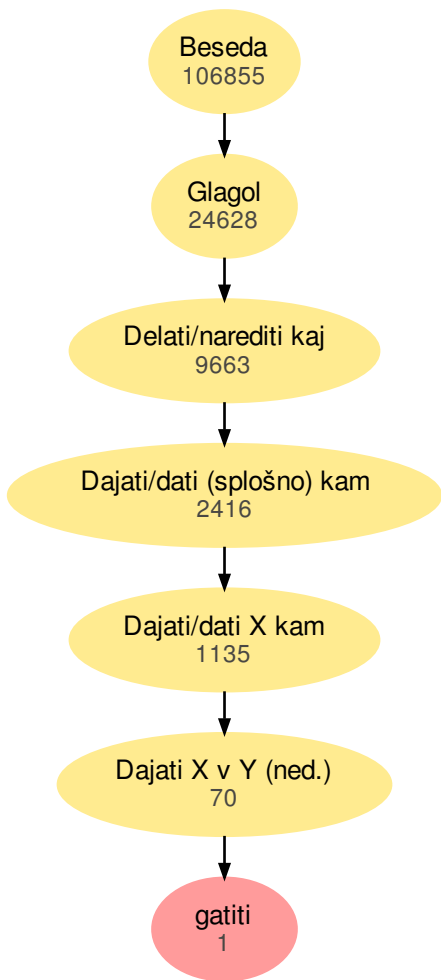 Beseda
106855
Glagol
24628
Delati/narediti kaj
9663
Dajati/dati (splošno) kam
2416
Dajati/dati X kam
1135
Dajati X v Y (ned.)
70
gatiti
1